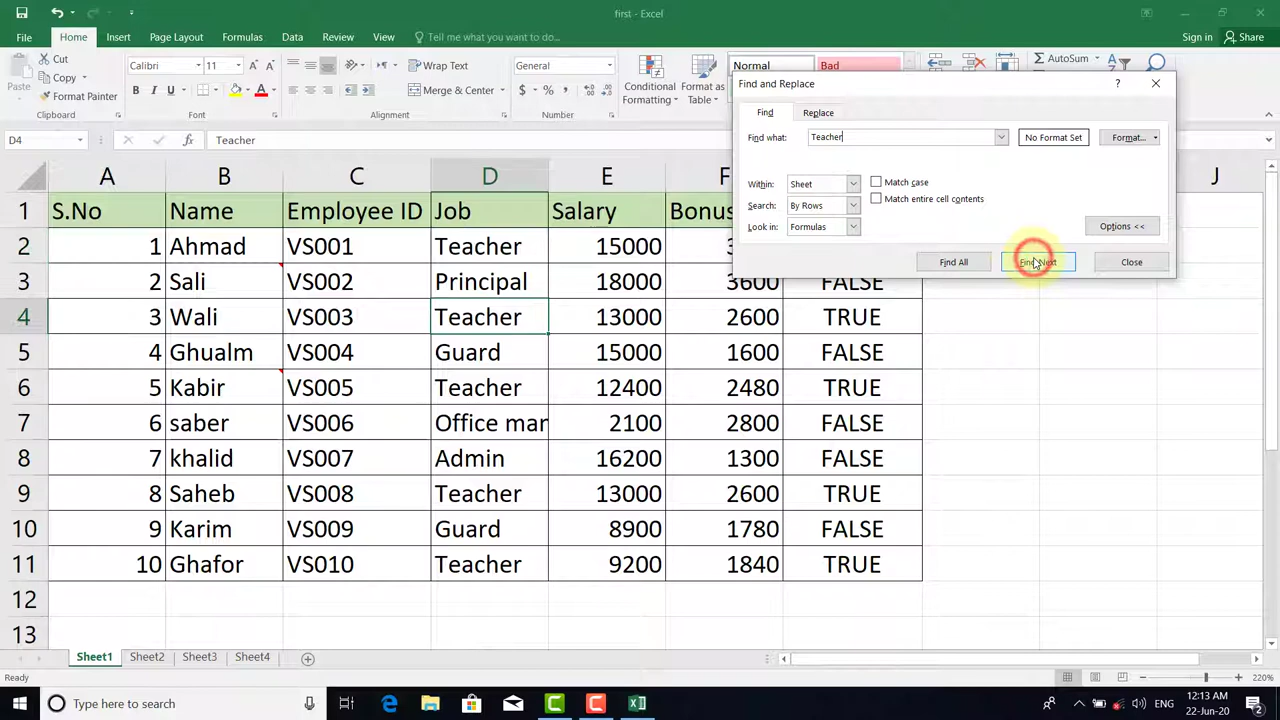 first - Excel
File Home Insert Page Layout Formulas Data Review View Tell me what you want to do... Sign in Share
Cut
Copy
Format Painter
Paste
Clipboard
Calibri 11
B I U
Font
Wrap Text
Merge & Center
Alignment
General
Number
Conditional Formatting
Format as Table
Normal Bad
AutoSum
Find and Replace
Find Replace
Find what: Teacher No Format Set Format...
Within: Sheet Match case
Search: By Rows Match entire cell contents
Look in: Formulas Options <<
Find All Find Next Close
D4 Teacher
A B C D E F J
1 S.No Name Employee ID Job Salary Bonus
2 1 Ahmad VS001 Teacher 15000
3 2 Sali VS002 Principal 18000 3600 FALSE
4 3 Wali VS003 Teacher 13000 2600 TRUE
5 4 Ghualm VS004 Guard 15000 1600 FALSE
6 5 Kabir VS005 Teacher 12400 2480 TRUE
7 6 saber VS006 Office mar 2100 2800 FALSE
8 7 khalid VS007 Admin 16200 1300 FALSE
9 8 Saheb VS008 Teacher 13000 2600 TRUE
10 9 Karim VS009 Guard 8900 1780 FALSE
11 10 Ghafor VS010 Teacher 9200 1840 TRUE
12
13
Sheet1 Sheet2 Sheet3 Sheet4
Ready 220%
Type here to search ENG 12:13 AM
22-Jun-20 2